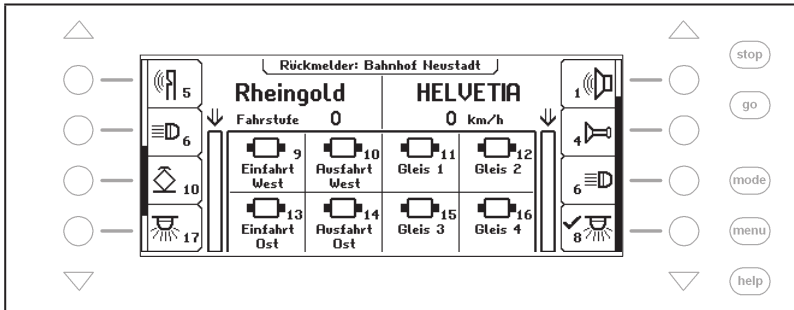 Rückmelder: Bahnhof Neustadt
Rheingold HELVETIA
Fahrstufe 0 0 km/h
5 1
6 4
10 6
17 8
9 10 11 12
Einfahrt West Ausfahrt West Gleis 1 Gleis 2
13 14 15 16
Einfahrt Ost Ausfahrt Ost Gleis 3 Gleis 4
stop
go
mode
menu
help